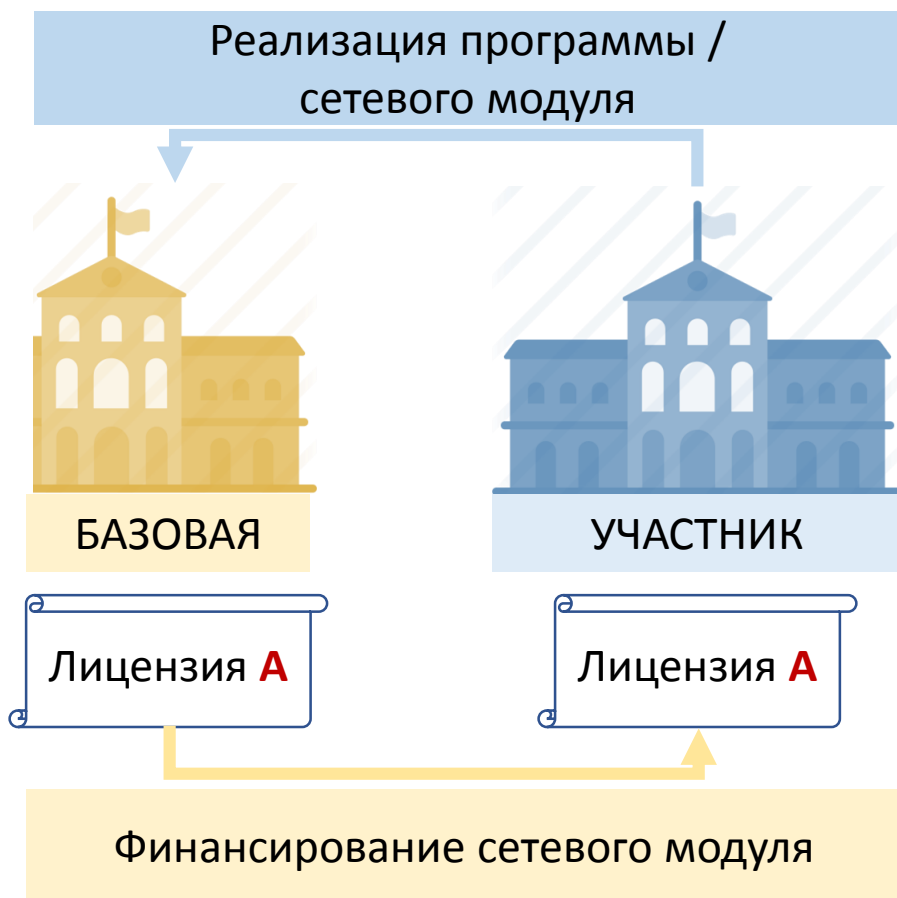 Реализация программы /
сетевого модуля
БАЗОВАЯ
УЧАСТНИК
Лицензия А
Лицензия А
Финансирование сетевого модуля